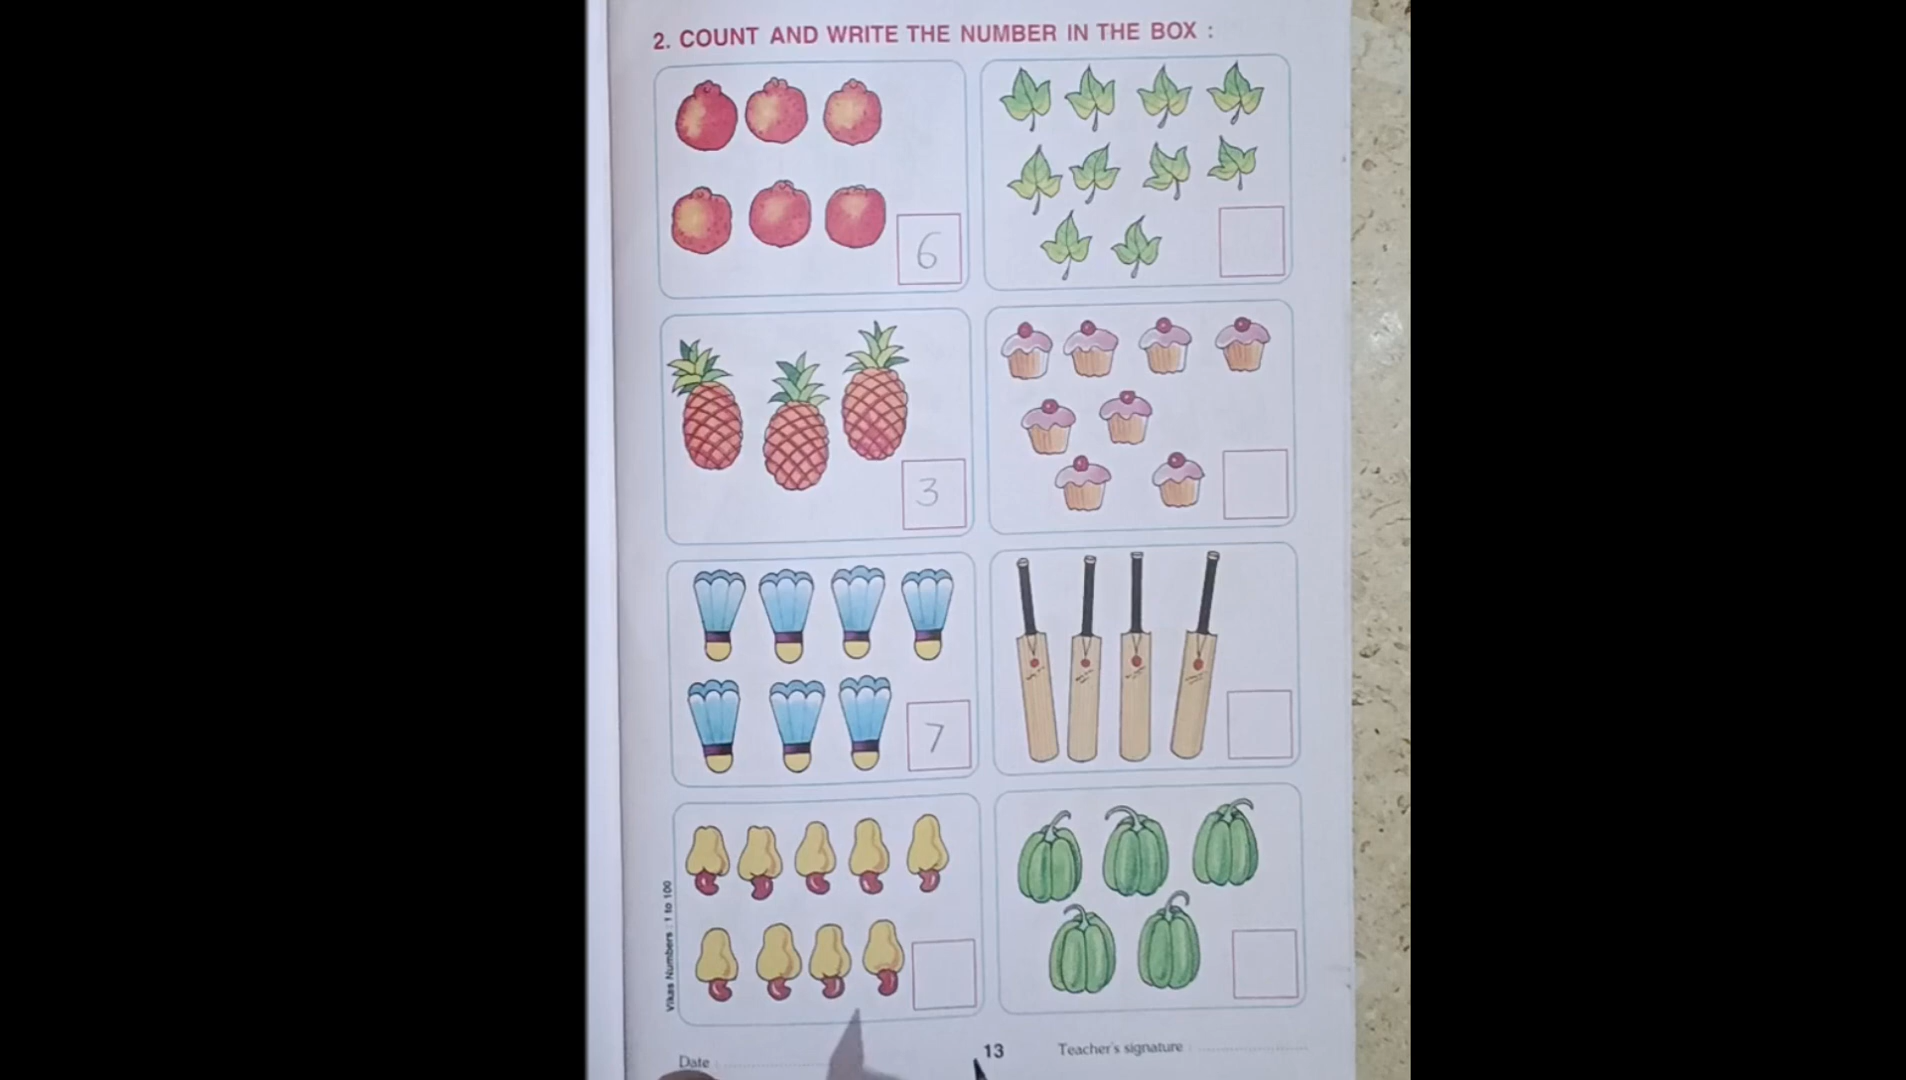 2. COUNT AND WRITE THE NUMBER IN THE BOX :
6
3
7
Vikas Numbers : 1 to 100
Date :
13
Teacher's signature :